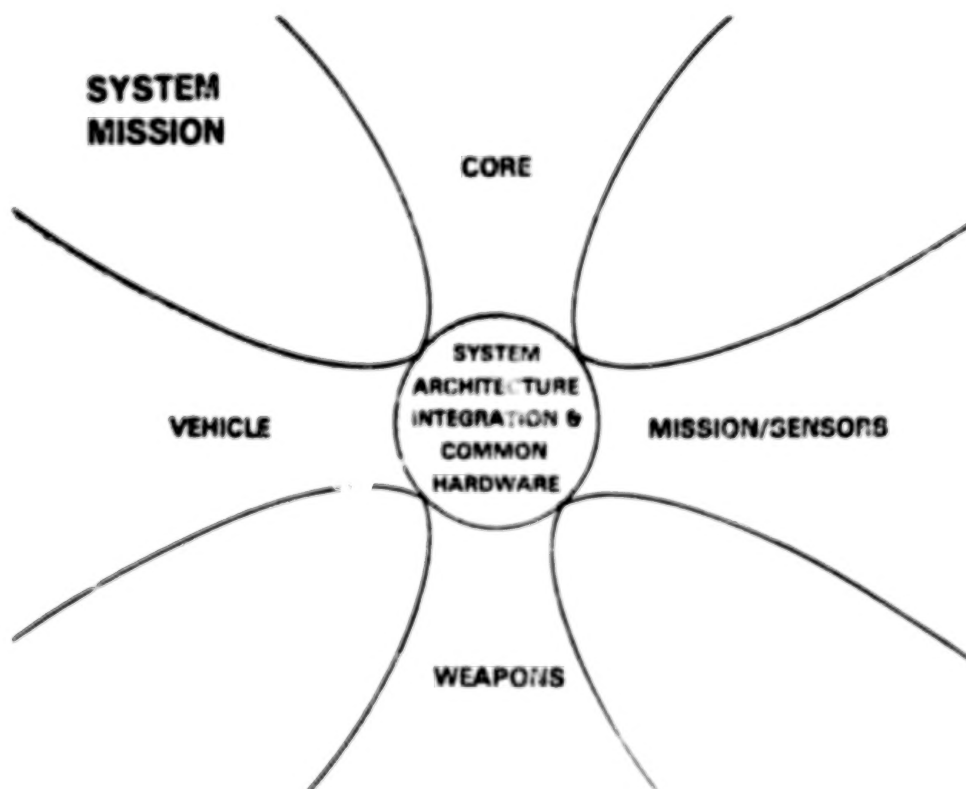 SYSTEM
MISSION
CORE
SYSTEM
ARCHITECTURE
INTEGRATION &
COMMON
HARDWARE
VEHICLE
MISSION/SENSORS
WEAPONS